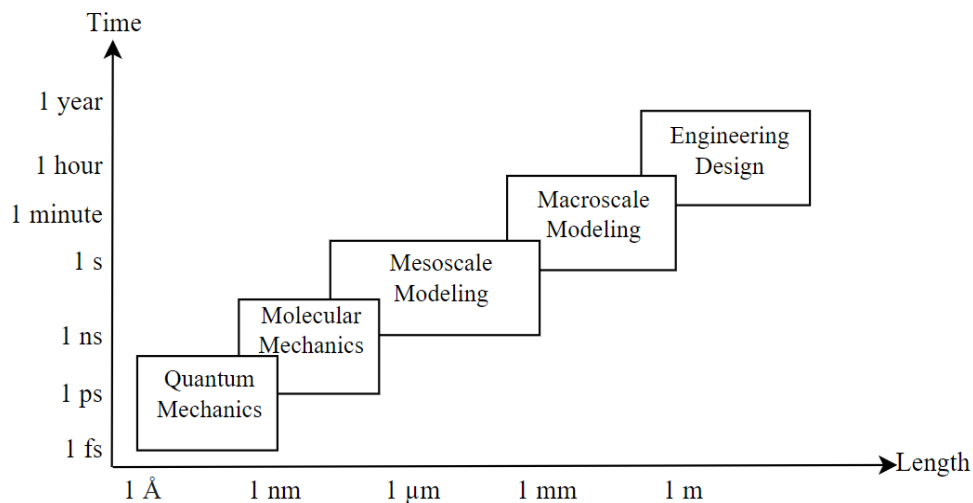 Time
1 year
1 hour
1 minute
1 s
1 ns
1 ps
1 fs
Engineering
Design
Macroscale
Modeling
Mesoscale
Modeling
Molecular
Mechanics
Quantum
Mechanics
Length
1 Å
1 nm
1 µm
1 mm
1 m